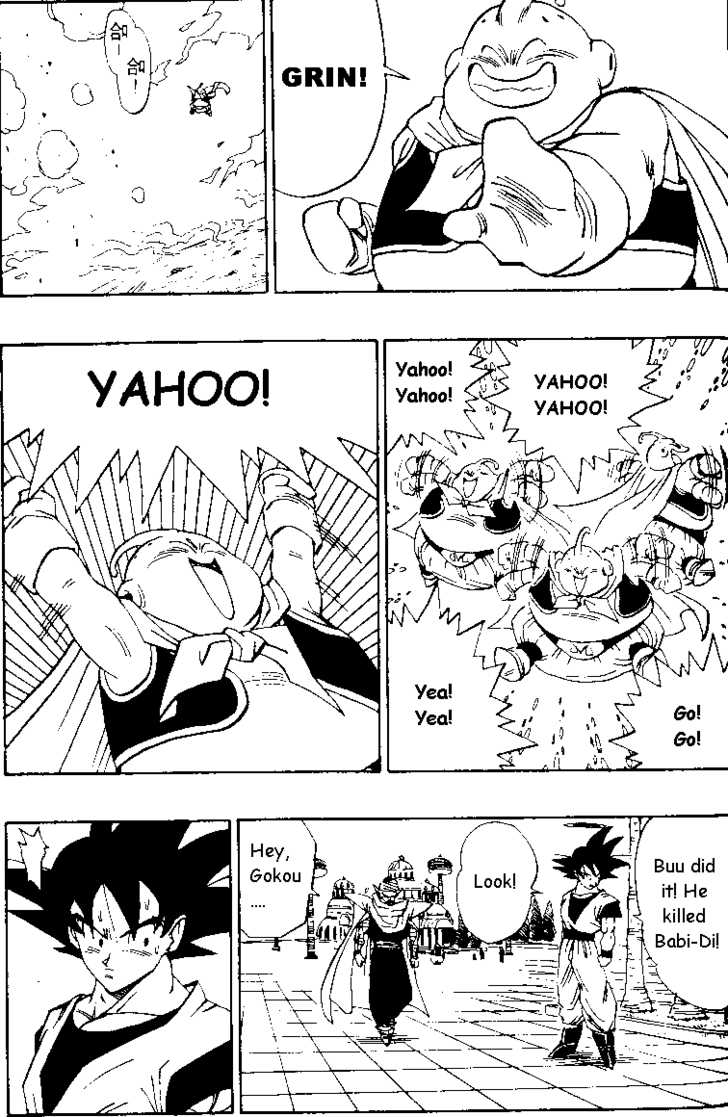 GRIN!
YAHOO!
YAHOO!
Yahoo!
Yahoo!
Go!
Go!
Yea!
Yea!
YAHOO!
Buu did
it! He
killed
Babi-Di!
Look!
Hey,
Gokou
....